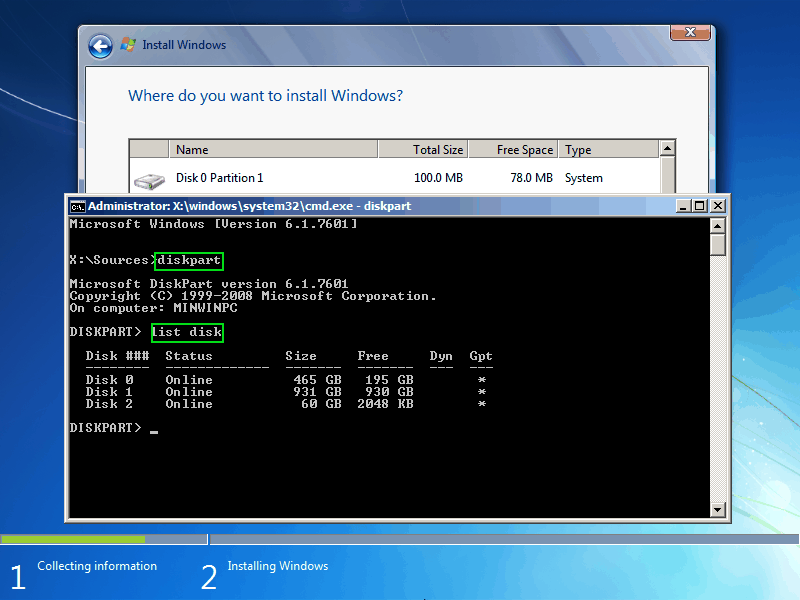 Install Windows
Where do you want to install Windows?
Name Total Size Free Space Type
Disk 0 Partition 1 100.0 MB 78.0 MB System
Administrator: X:\windows\system32\cmd.exe - diskpart
Microsoft Windows [Version 6.1.7601]
X:\Sources>diskpart
Microsoft DiskPart version 6.1.7601
Copyright (C) 1999-2008 Microsoft Corporation.
On computer: MININT-WINPC
DISKPART> list disk
Disk ### Status Size Free Dyn Gpt
-------- ------------- ------- ------- --- ---
Disk 0 Online 465 GB 195 GB *
Disk 1 Online 931 GB 930 GB *
Disk 2 Online 60 GB 2048 KB *
DISKPART> _
1 Collecting information 2 Installing Windows